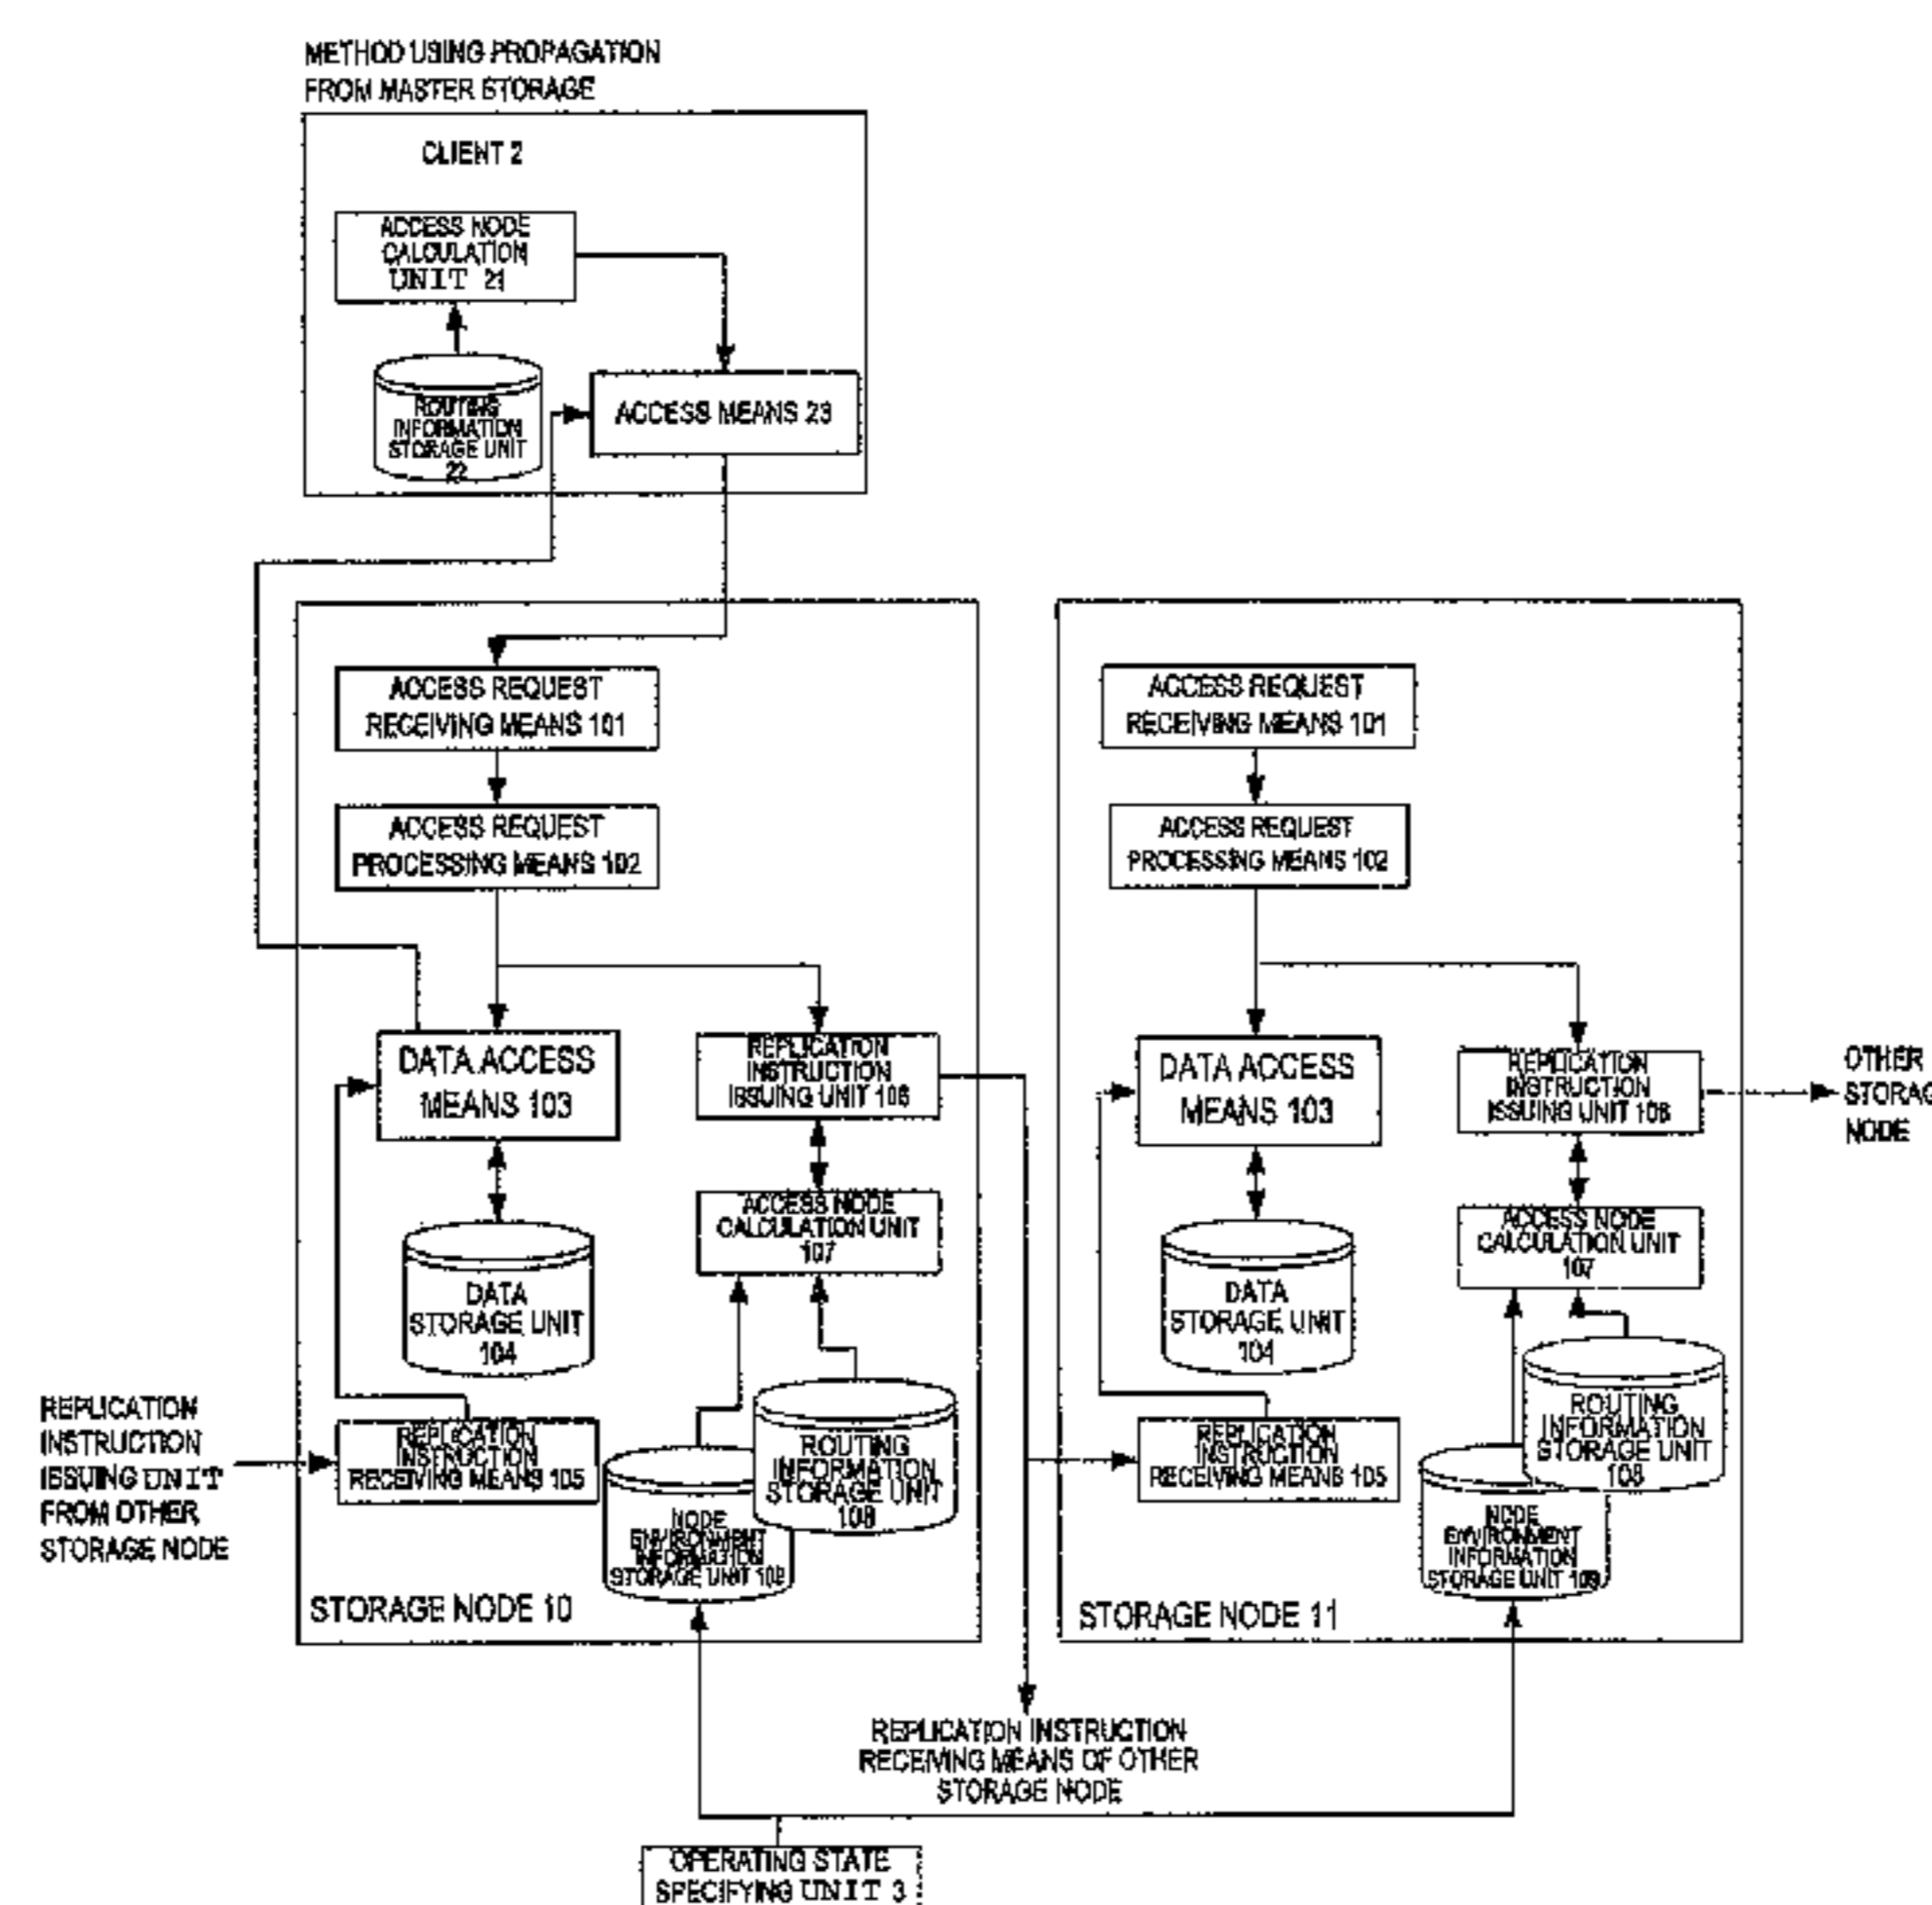 METHOD USING PROPAGATION
FROM MASTER STORAGE
CLIENT 2
ACCESS NODE
CALCULATION
UNIT 21
ROUTING
INFORMATION
STORAGE UNIT
22
ACCESS MEANS 23
ACCESS REQUEST
RECEIVING MEANS 101
ACCESS REQUEST
PROCESSING MEANS 102
DATA ACCESS
MEANS 103
REPLICATION
INSTRUCTION
ISSUING UNIT 106
ACCESS NODE
CALCULATION UNIT
107
DATA
STORAGE UNIT
104
REPLICATION
INSTRUCTION
ISSUING UNIT
FROM OTHER
STORAGE NODE
REPLICATION
INSTRUCTION
RECEIVING MEANS 105
ROUTING
INFORMATION
STORAGE UNIT
108
NODE
ENVIRONMENT
INFORMATION
STORAGE UNIT 109
STORAGE NODE 10
ACCESS REQUEST
RECEIVING MEANS 101
ACCESS REQUEST
PROCESSING MEANS 102
DATA ACCESS
MEANS 103
REPLICATION
INSTRUCTION
ISSUING UNIT 106
OTHER
STORAG
NODE
ACCESS NODE
CALCULATION UNIT
107
DATA
STORAGE UNIT
104
REPLICATION
INSTRUCTION
RECEIVING MEANS 105
ROUTING
INFORMATION
STORAGE UNIT
108
NODE
ENVIRONMENT
INFORMATION
STORAGE UNIT 109
STORAGE NODE 11
REPLICATION INSTRUCTION
RECEIVING MEANS OF OTHER
STORAGE NODE
OPERATING STATE
SPECIFYING UNIT 3